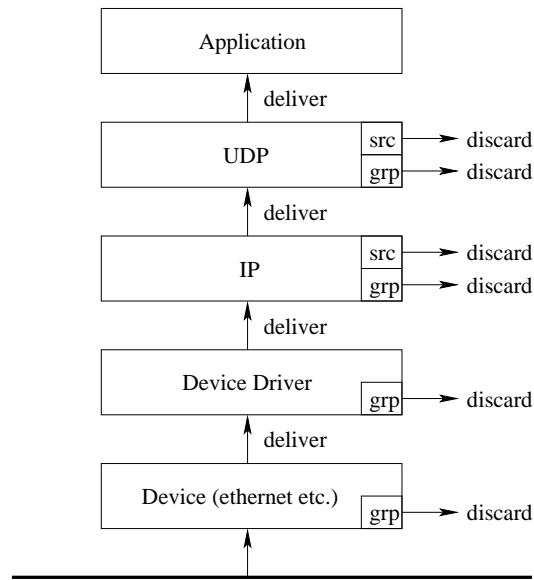 Application
deliver
UDP
src
discard
grp
discard
deliver
IP
src
discard
grp
discard
deliver
Device Driver
grp
discard
deliver
Device (ethernet etc.)
grp
discard